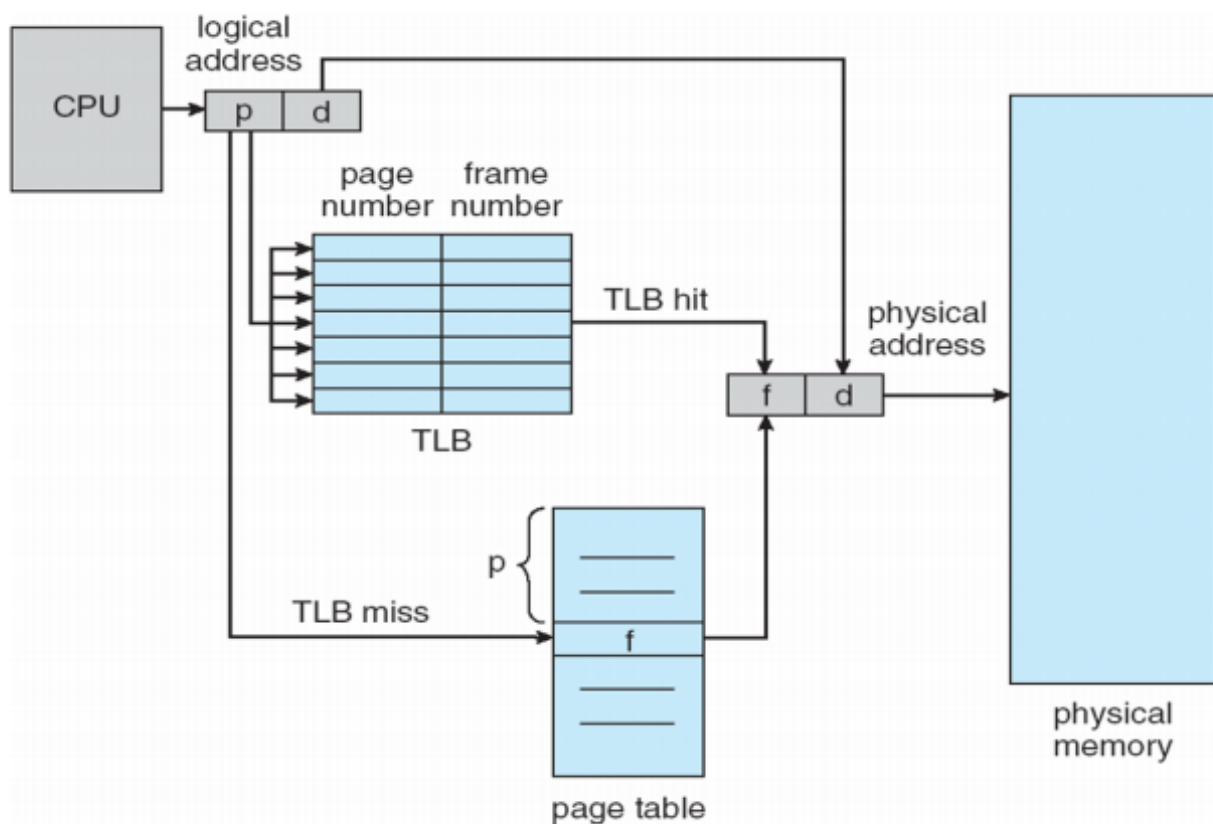 logical
address
CPU
p
d
page
number
frame
number
TLB hit
TLB
physical
address
f
d
p
TLB miss
f
page table
physical
memory